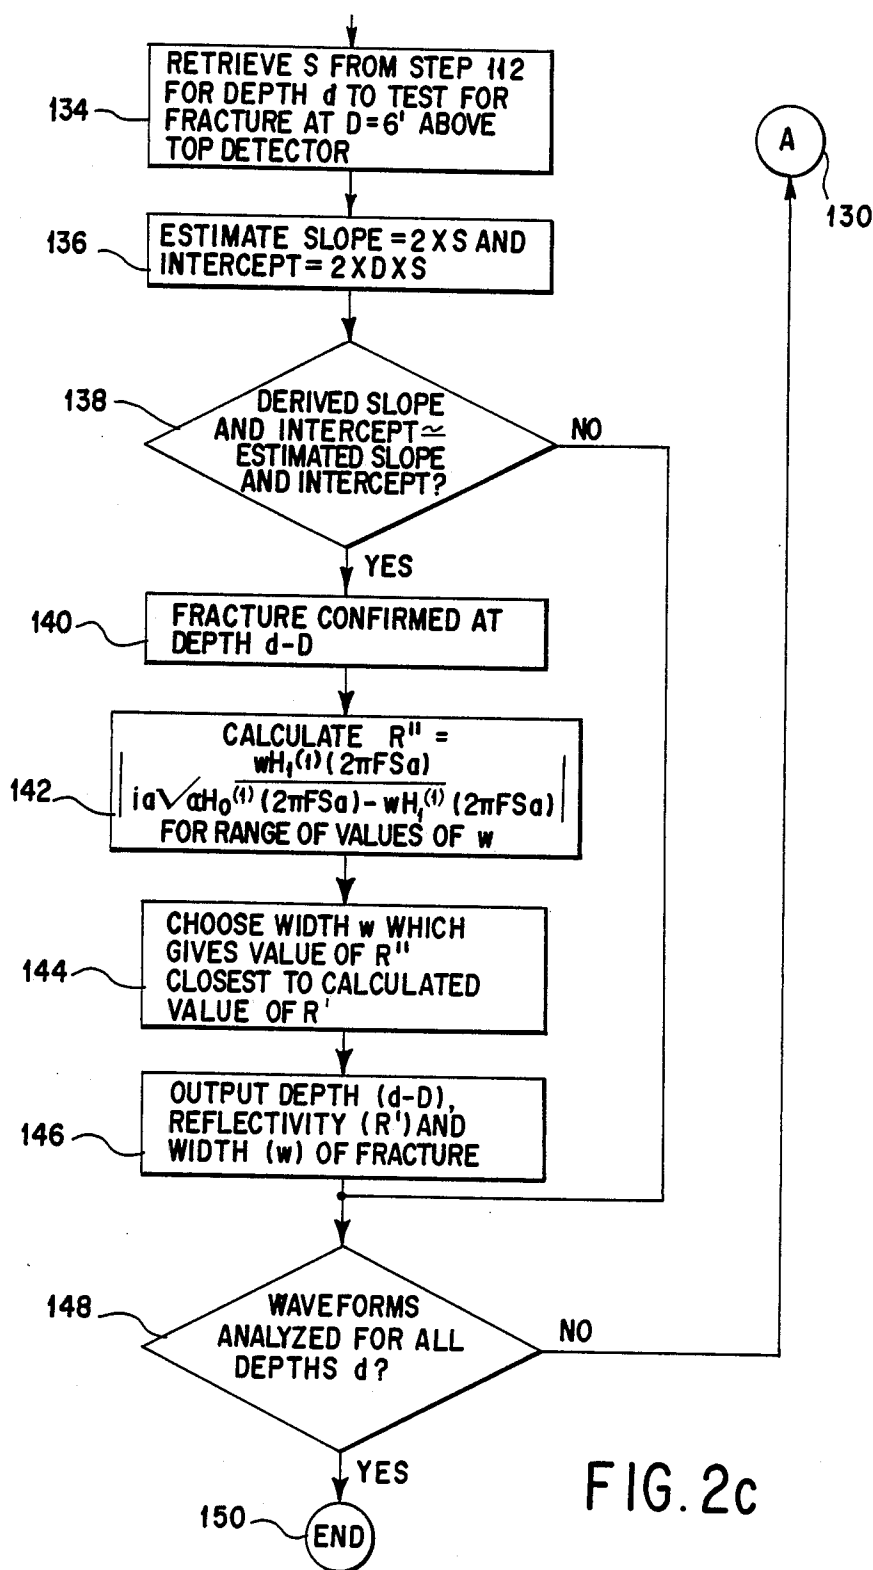 134
RETRIEVE S FROM STEP 112
FOR DEPTH d TO TEST FOR
FRACTURE AT D=6' ABOVE
TOP DETECTOR
A
130
136
ESTIMATE SLOPE=2XS AND
INTERCEPT=2XDXS
138
DERIVED SLOPE
AND INTERCEPT≃
ESTIMATED SLOPE
AND INTERCEPT?
NO
YES
140
FRACTURE CONFIRMED AT
DEPTH d-D
142
CALCULATE R" =
wH₁⁽¹⁾(2πFSa)
ia√αH₀⁽¹⁾(2πFSa)-wH₁⁽¹⁾(2πFSa)
FOR RANGE OF VALUES OF w
144
CHOOSE WIDTH w WHICH
GIVES VALUE OF R"
CLOSEST TO CALCULATED
VALUE OF R'
146
OUTPUT DEPTH (d-D),
REFLECTIVITY (R') AND
WIDTH (w) OF FRACTURE
148
WAVEFORMS
ANALYZED FOR ALL
DEPTHS d?
NO
YES
150
END
FIG. 2c